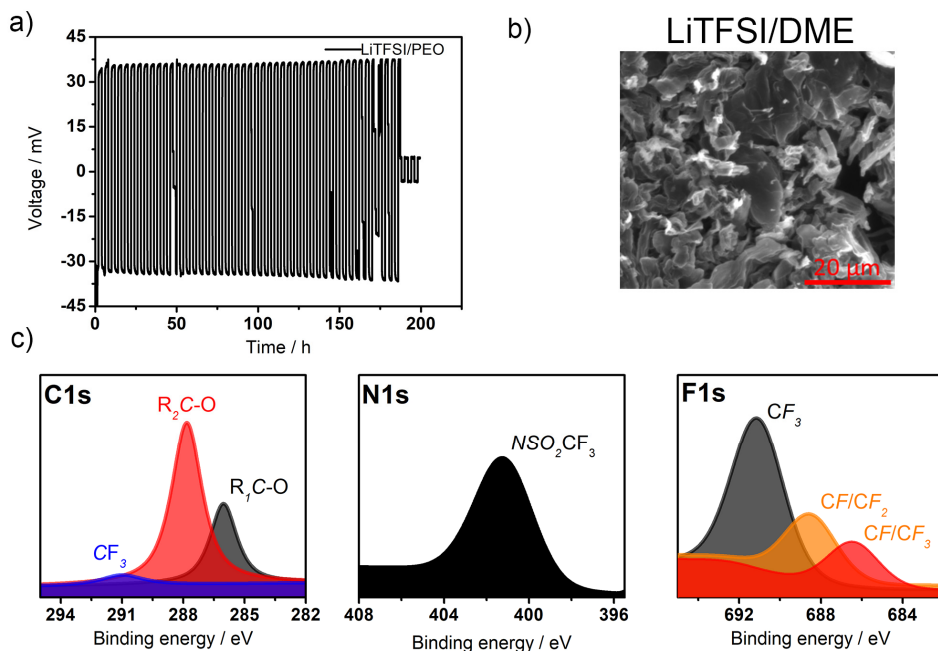 a)
LiTFSI/PEO
Voltage / mV
45
30
15
0
-15
-30
-45
0 50 100 150 200
Time / h
b)
LiTFSI/DME
20 µm
c)
C1s
R₂C-O
R₁C-O
CF₃
294 291 288 285 282
Binding energy / eV
N1s
NSO₂CF₃
408 404 400 396
Binding energy / eV
F1s
CF₃
CF/CF₂
CF/CF₃
692 688 684
Binding energy / eV